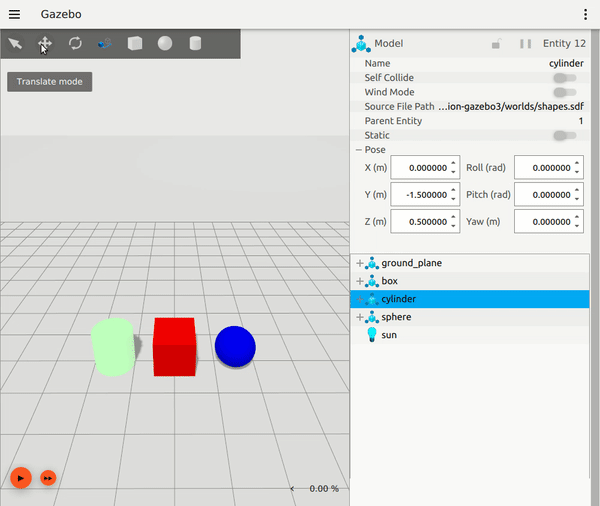 Gazebo
Translate mode
0.00 %
Model
Entity 12
Name cylinder
Self Collide
Wind Mode
Source File Path ...ion-gazebo3/worlds/shapes.sdf
Parent Entity 1
Static
Pose
X (m) 0.000000 Roll (rad) 0.000000
Y (m) -1.500000 Pitch (rad) 0.000000
Z (m) 0.500000 Yaw (m) 0.000000
ground_plane
box
cylinder
sphere
sun